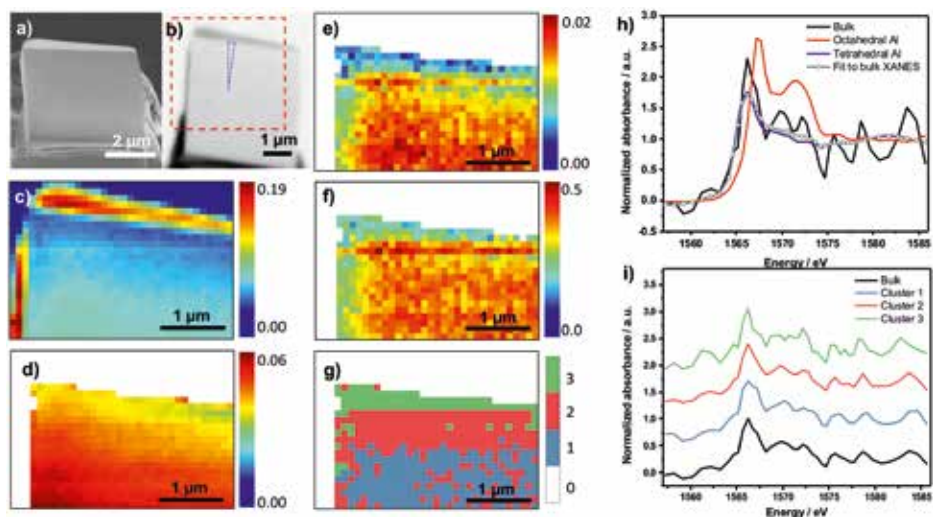 a)
2 μm
b)
1 μm
c)
0.19
0.00
1 μm
d)
0.06
0.00
1 μm
e)
0.02
0.00
1 μm
f)
0.5
0.0
1 μm
g)
3
2
1
0
1 μm
h)
Bulk
Octahedral Al
Tetrahedral Al
Fit to bulk XANES
Normalized absorbance / a.u.
3.0
2.5
2.0
1.5
1.0
0.5
0.0
-0.5
1560 1565 1570 1575 1580 1585
Energy / eV
i)
Bulk
Cluster 1
Cluster 2
Cluster 3
Normalized absorbance / a.u.
3.5
3.0
2.5
2.0
1.5
1.0
0.5
0.0
1560 1565 1570 1575 1580 1585
Energy / eV